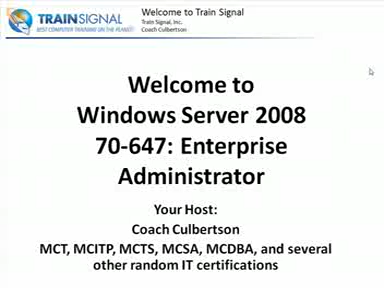 TRAINSIGNAL
BEST COMPUTER TRAINING ON THE PLANET!
Welcome to Train Signal
Train Signal, Inc.
Coach Culbertson
Welcome to
Windows Server 2008
70-647: Enterprise
Administrator
Your Host:
Coach Culbertson
MCT, MCITP, MCTS, MCSA, MCDBA, and several
other random IT certifications